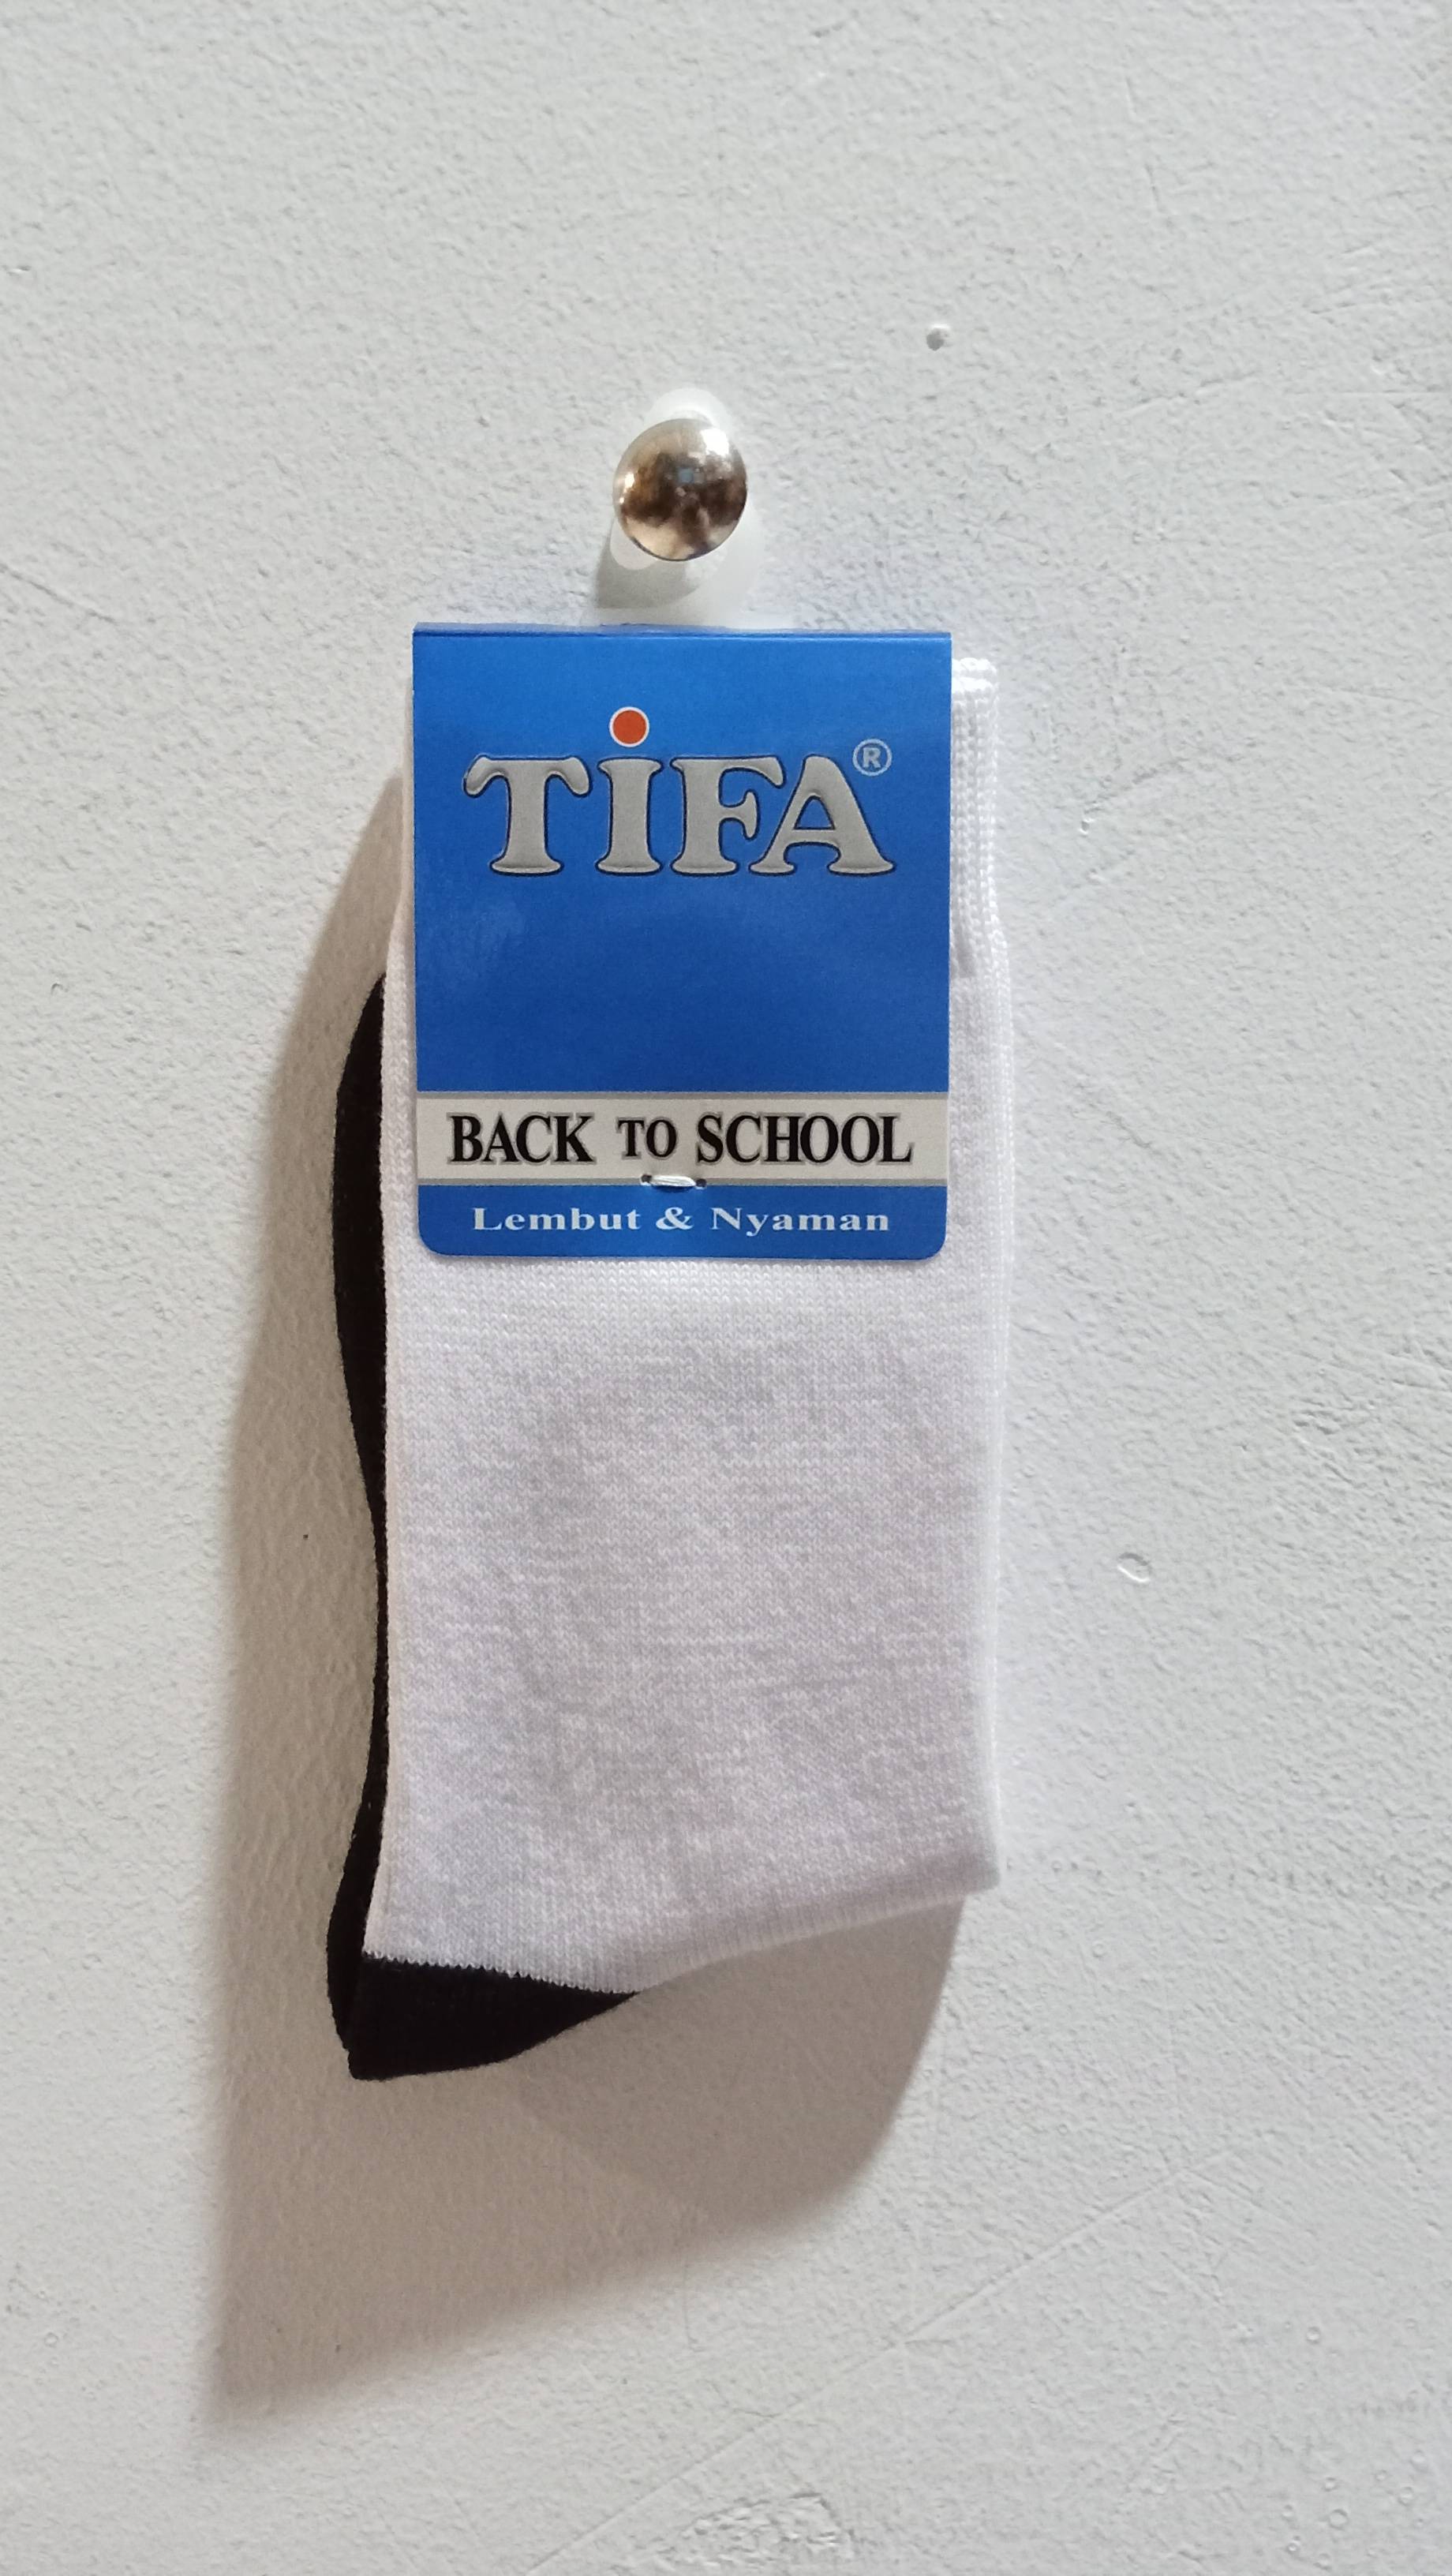 TiFA®
BACK TO SCHOOL
Lembut & Nyaman